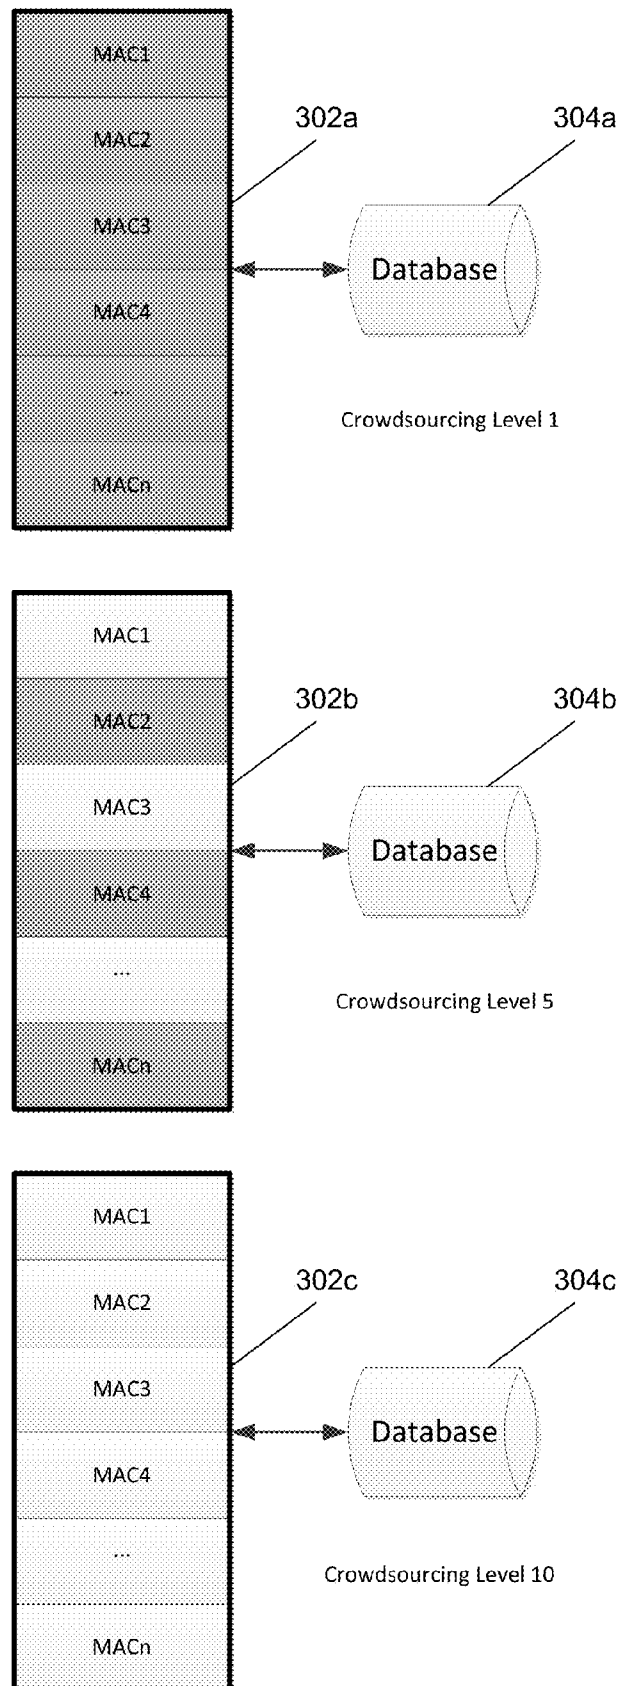 MAC1
MAC2
302a
304a
MAC3
Database
MAC4
...
Crowdsourcing Level 1
MACn
MAC1
302b
304b
MAC2
MAC3
Database
MAC4
...
Crowdsourcing Level 5
MACn
MAC1
302c
304c
MAC2
MAC3
Database
MAC4
...
Crowdsourcing Level 10
MACn